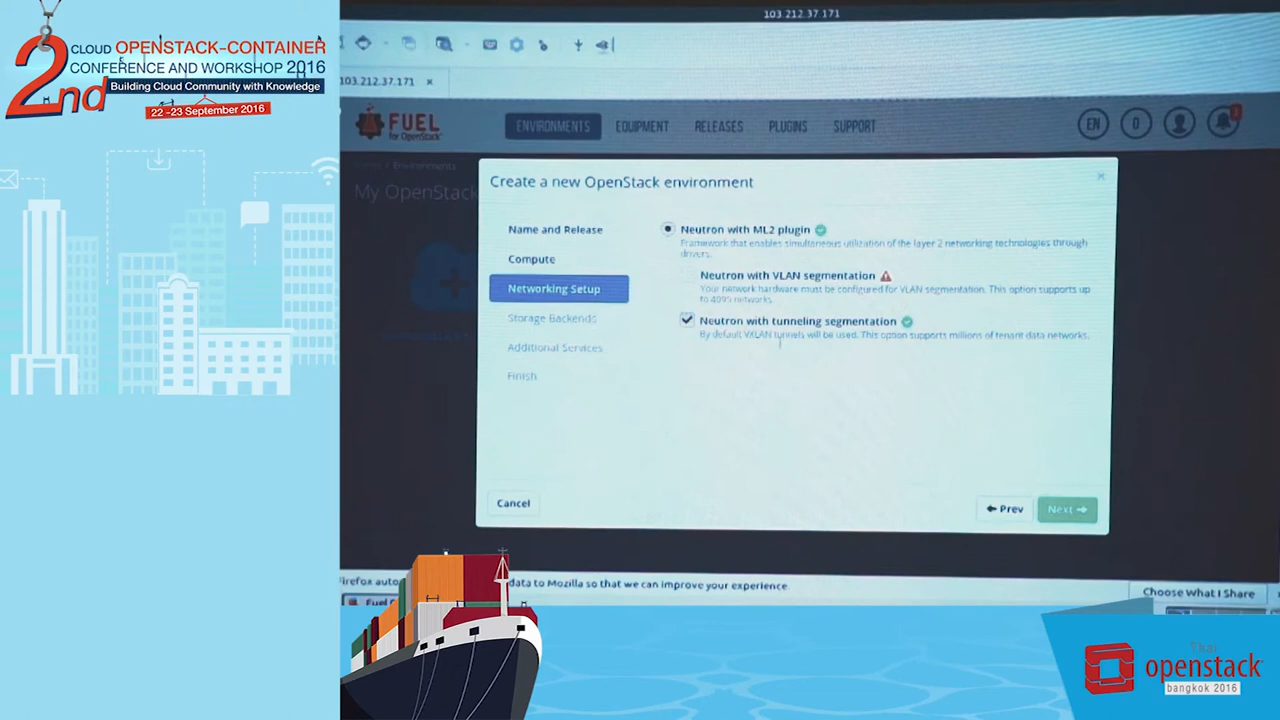 2nd
CLOUD OPENSTACK-CONTAINER
CONFERENCE AND WORKSHOP 2016
Building Cloud Community with Knowledge
22 -23 September 2016
103.212.37.171
103.212.37.171 ×
FUEL
for OpenStack
ENVIRONMENTS EQUIPMENT RELEASES PLUGINS SUPPORT
EN 0
/ Environments
My OpenStack
Create a new OpenStack environment ×
Name and Release
Compute
Networking Setup
Storage Backends
Additional Services
Finish
Neutron with ML2 plugin
Framework that enables simultaneous utilization of the layer 2 networking technologies through
drivers.
Neutron with VLAN segmentation
Your network hardware must be configured for VLAN segmentation. This option supports up
to 4095 networks.
Neutron with tunneling segmentation
By default VXLAN tunnels will be used. This option supports millions of tenant data networks.
Cancel
Prev
Next
Firefox auto
data to Mozilla so that we can improve your experience.
Choose What I Share
Fuel
Thai
openstack
bangkok 2016